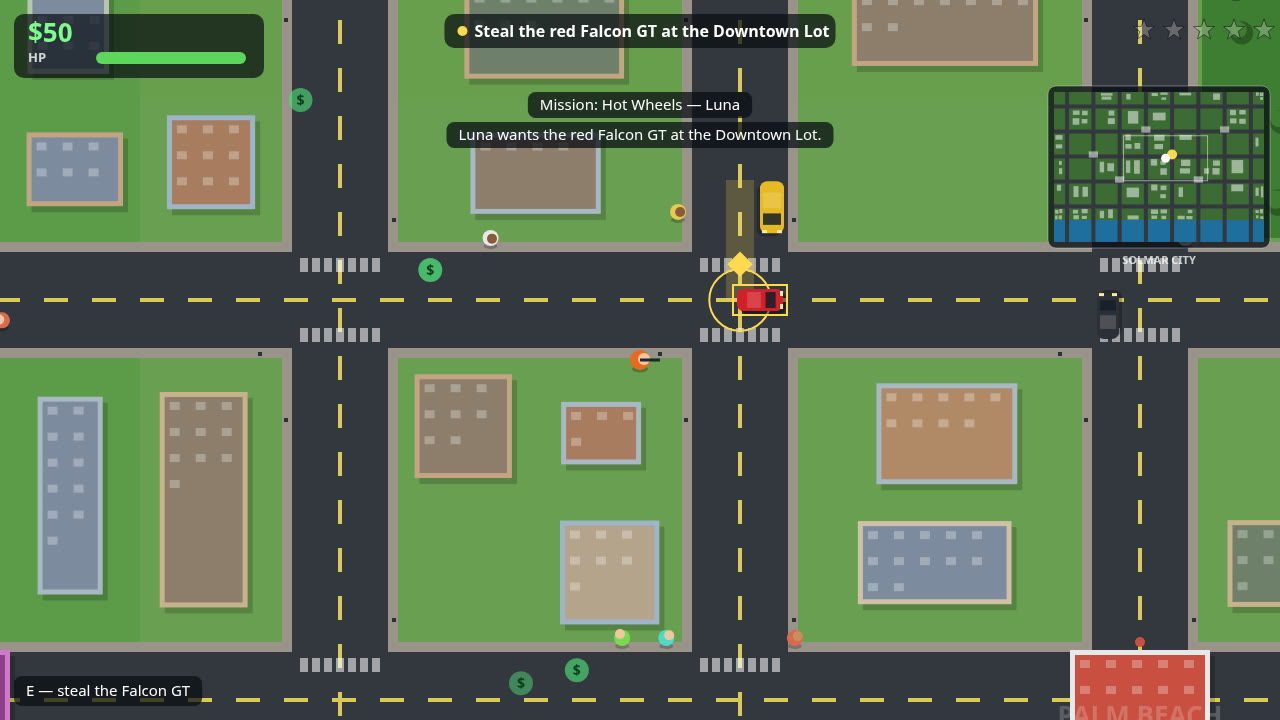 $50
HP
Steal the red Falcon GT at the Downtown Lot
Mission: Hot Wheels — Luna
Luna wants the red Falcon GT at the Downtown Lot.
$
$
$
$
SOLMAR CITY
E — steal the Falcon GT
PALM BEACH